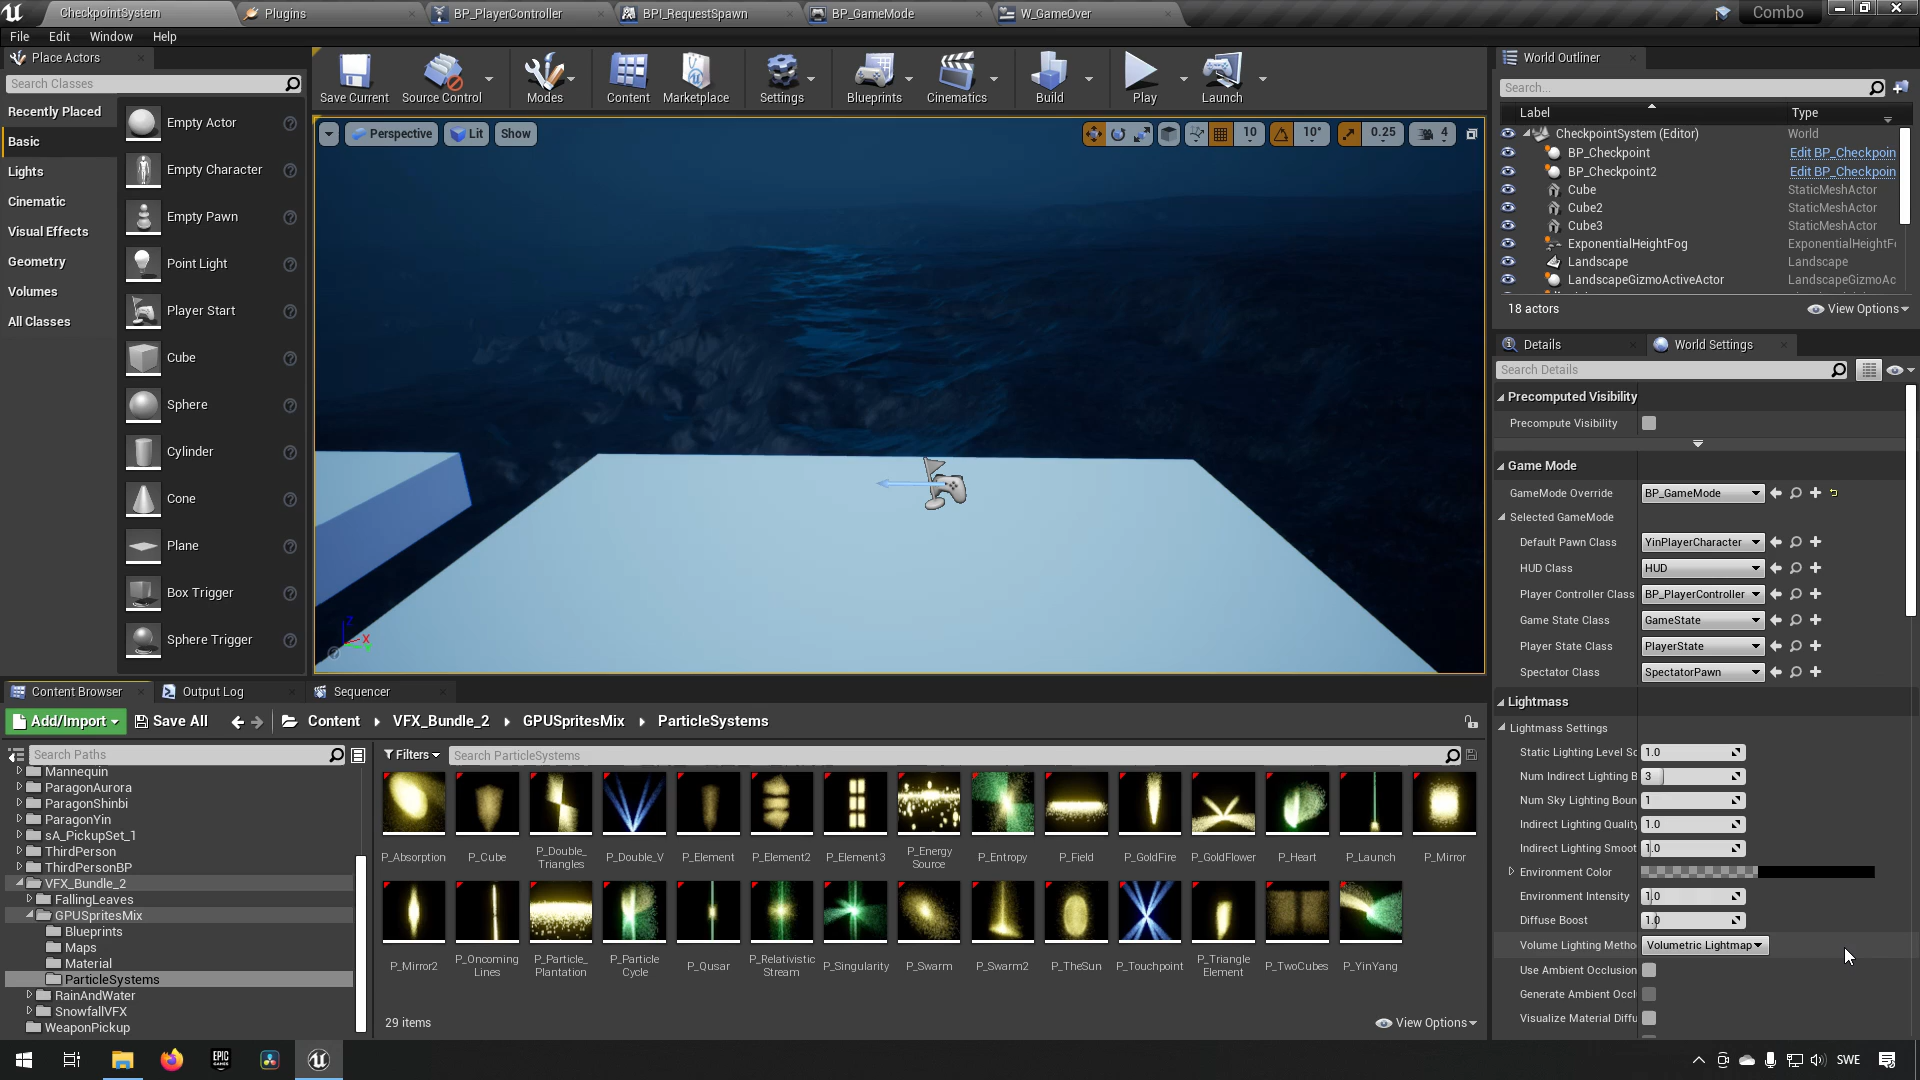 CheckpointSystem
Plugins
BP_PlayerController
BPI_RequestSpawn
BP_GameMode
W_GameOver
Combo
File
Edit
Window
Help
Place Actors
Search Classes
Recently Placed
Basic
Lights
Cinematic
Visual Effects
Geometry
Volumes
All Classes
Empty Actor
Empty Character
Empty Pawn
Point Light
Player Start
Cube
Sphere
Cylinder
Cone
Plane
Box Trigger
Sphere Trigger
Save Current
Source Control
Modes
Content
Marketplace
Settings
Blueprints
Cinematics
Build
Play
Launch
Perspective
Lit
Show
10
10°
0.25
4
Z
X
World Outliner
Search...
Label
Type
CheckpointSystem (Editor)
World
BP_Checkpoint
Edit BP_Checkpoin
BP_Checkpoint2
Edit BP_Checkpoin
Cube
StaticMeshActor
Cube2
StaticMeshActor
Cube3
StaticMeshActor
ExponentialHeightFog
ExponentialHeightF
Landscape
Landscape
LandscapeGizmoActiveActor
LandscapeGizmoAc
18 actors
View Options
Details
World Settings
Search Details
Precomputed Visibility
Precompute Visibility
Game Mode
GameMode Override
BP_GameMode
Selected GameMode
Default Pawn Class
YinPlayerCharacter
HUD Class
HUD
Player Controller Class
BP_PlayerController
Game State Class
GameState
Player State Class
PlayerState
Spectator Class
SpectatorPawn
Lightmass
Lightmass Settings
Static Lighting Level Sc
1.0
Num Indirect Lighting B
3
Num Sky Lighting Boun
1
Indirect Lighting Quality
1.0
Indirect Lighting Smoot
1.0
Environment Color
Environment Intensity
1.0
Diffuse Boost
1.0
Volume Lighting Metho
Volumetric Lightmap
Use Ambient Occlusion
Generate Ambient Occl
Visualize Material Diffu
Content Browser
Output Log
Sequencer
Add/Import
Save All
Content
VFX_Bundle_2
GPUSpritesMix
ParticleSystems
Search Paths
Filters
Search ParticleSystems
Mannequin
ParagonAurora
ParagonShinbi
ParagonYin
sA_PickupSet_1
ThirdPerson
ThirdPersonBP
VFX_Bundle_2
FallingLeaves
GPUSpritesMix
Blueprints
Maps
Material
ParticleSystems
RainAndWater
SnowfallVFX
WeaponPickup
P_Absorption
P_Cube
P_Double_
Triangles
P_Double_V
P_Element
P_Element2
P_Element3
P_Energy
Source
P_Entropy
P_Field
P_GoldFire
P_GoldFlower
P_Heart
P_Launch
P_Mirror
P_Mirror2
P_Oncoming
Lines
P_Particle_
Plantation
P_Particle
Cycle
P_Qusar
P_Relativistic
Stream
P_Singularity
P_Swarm
P_Swarm2
P_TheSun
P_Touchpoint
P_Triangle
Element
P_TwoCubes
P_YinYang
29 items
View Options
EPIC
GAMES
SWE